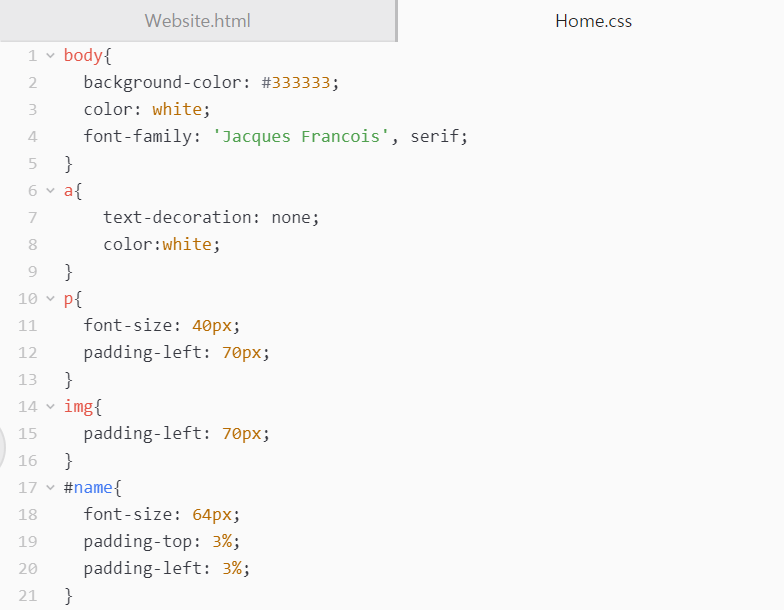 Website.html
Home.css
1 body{
2 background-color: #333333;
3 color: white;
4 font-family: 'Jacques Francois', serif;
5 }
6 a{
7 text-decoration: none;
8 color:white;
9 }
10 p{
11 font-size: 40px;
12 padding-left: 70px;
13 }
14 img{
15 padding-left: 70px;
16 }
17 #name{
18 font-size: 64px;
19 padding-top: 3%;
20 padding-left: 3%;
21 }